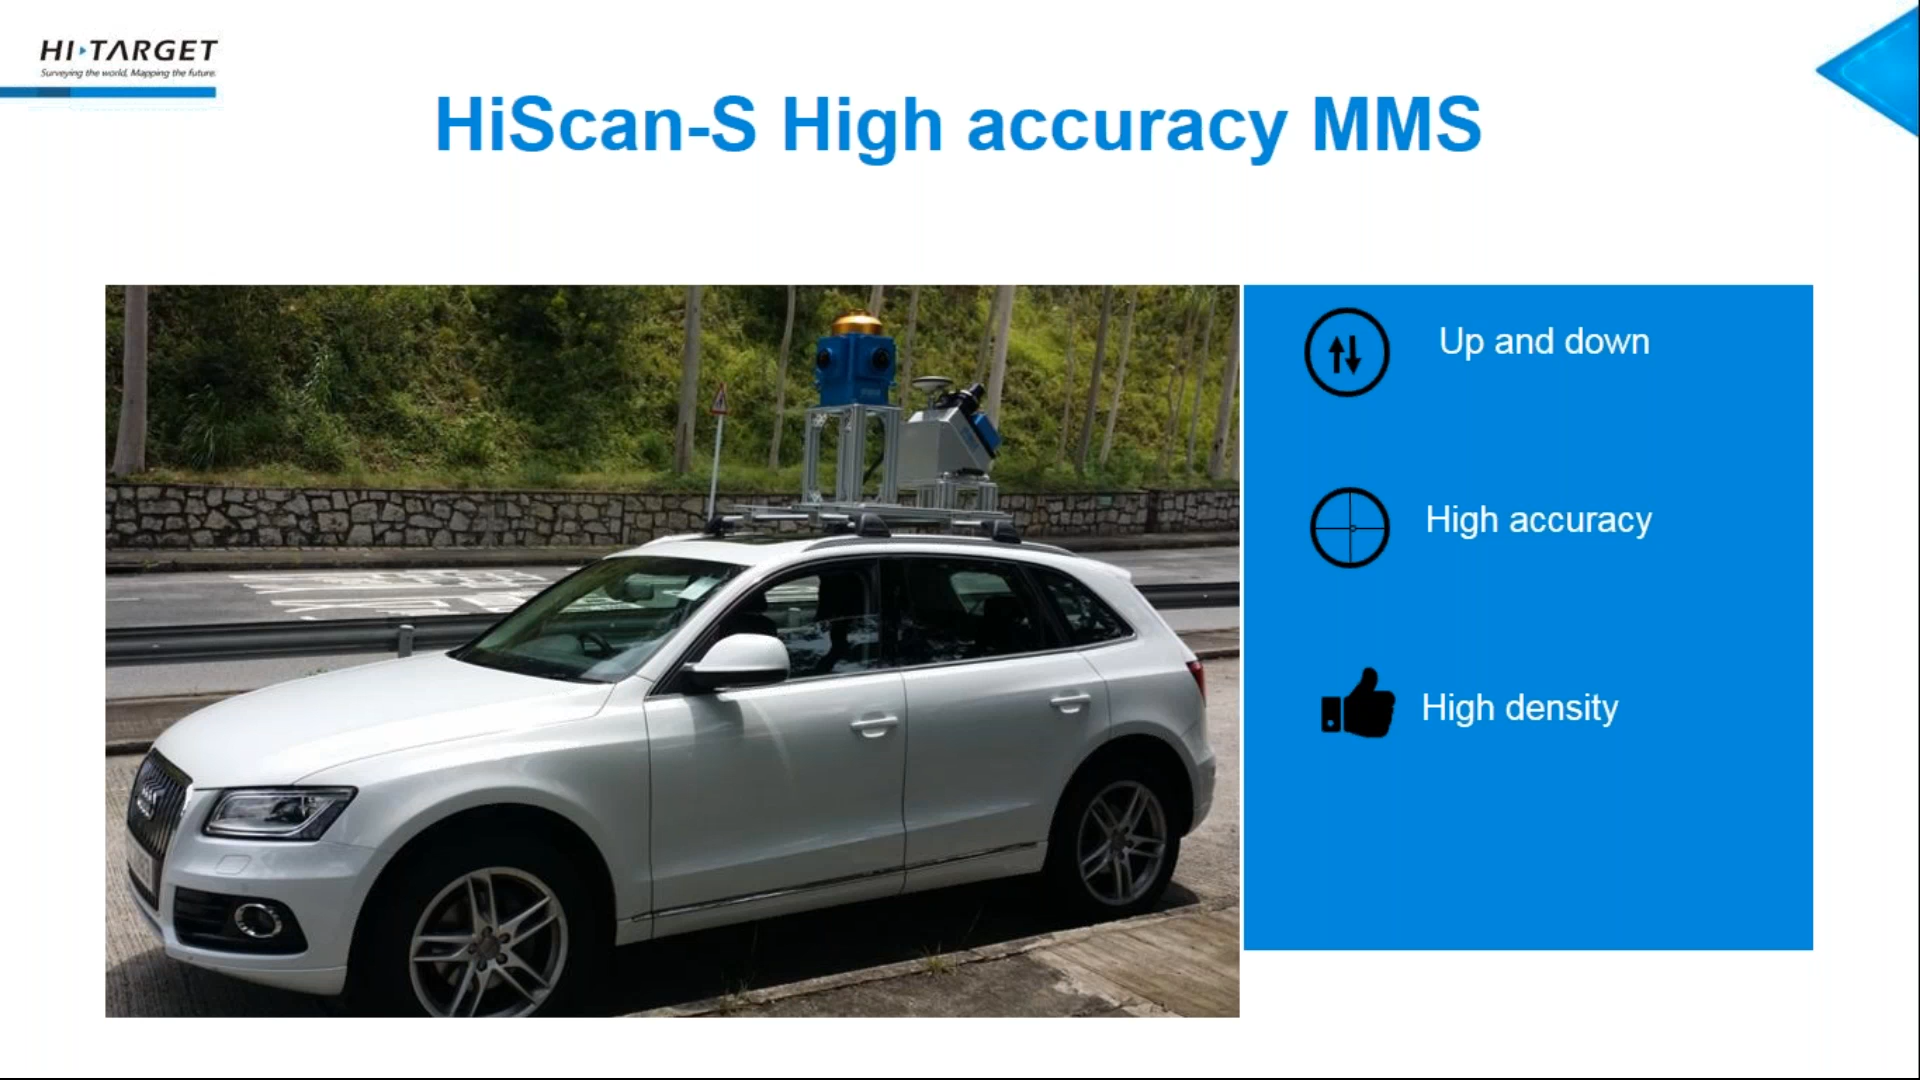 HI-TARGET
Surveying the world, Mapping the future.
HiScan-S High accuracy MMS
Up and down
High accuracy
High density